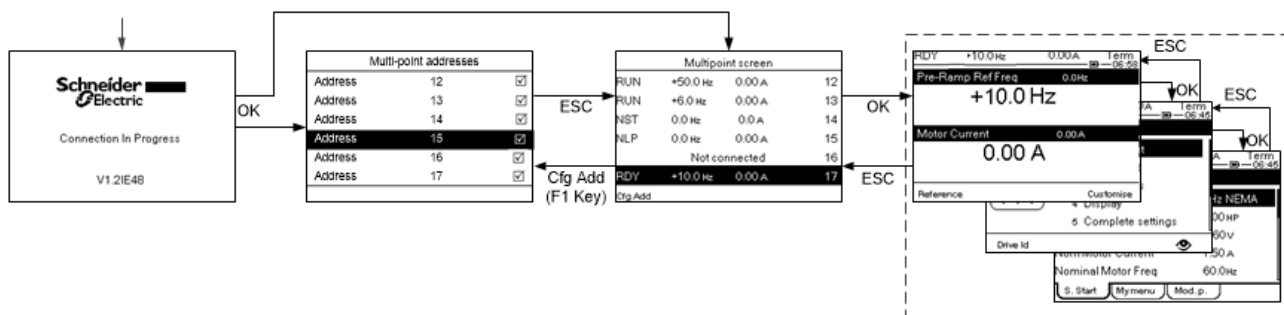 Schneider
Electric
Connection In Progress
V1.2IE48
OK
Multi-point addresses
Address 12
Address 13
Address 14
Address 15
Address 16
Address 17
ESC
Cfg Add
(F1 Key)
Multipoint screen
RUN +50.0 Hz 0.00 A 12
RUN +6.0 Hz 0.00 A 13
NST 0.0 Hz 0.0 A 14
NLP 0.0 Hz 0.00 A 15
Not connected 16
RDY +10.0 Hz 0.00 A 17
Cfg Add
OK
ESC
RDY +10.0Hz 0.00A Term
06:58
Pre-Ramp Ref Freq 0.0Hz
+10.0 Hz
Motor Current 0.00A
0.00 A
Reference Customise
ESC
OK
Term
06:45
4 Display
5 Complete settings
Drive Id
ESC
OK
A Term
06:45
Hz NEMA
Nominal Motor Freq 60.0Hz
S. Start Mymenu Mod.p.